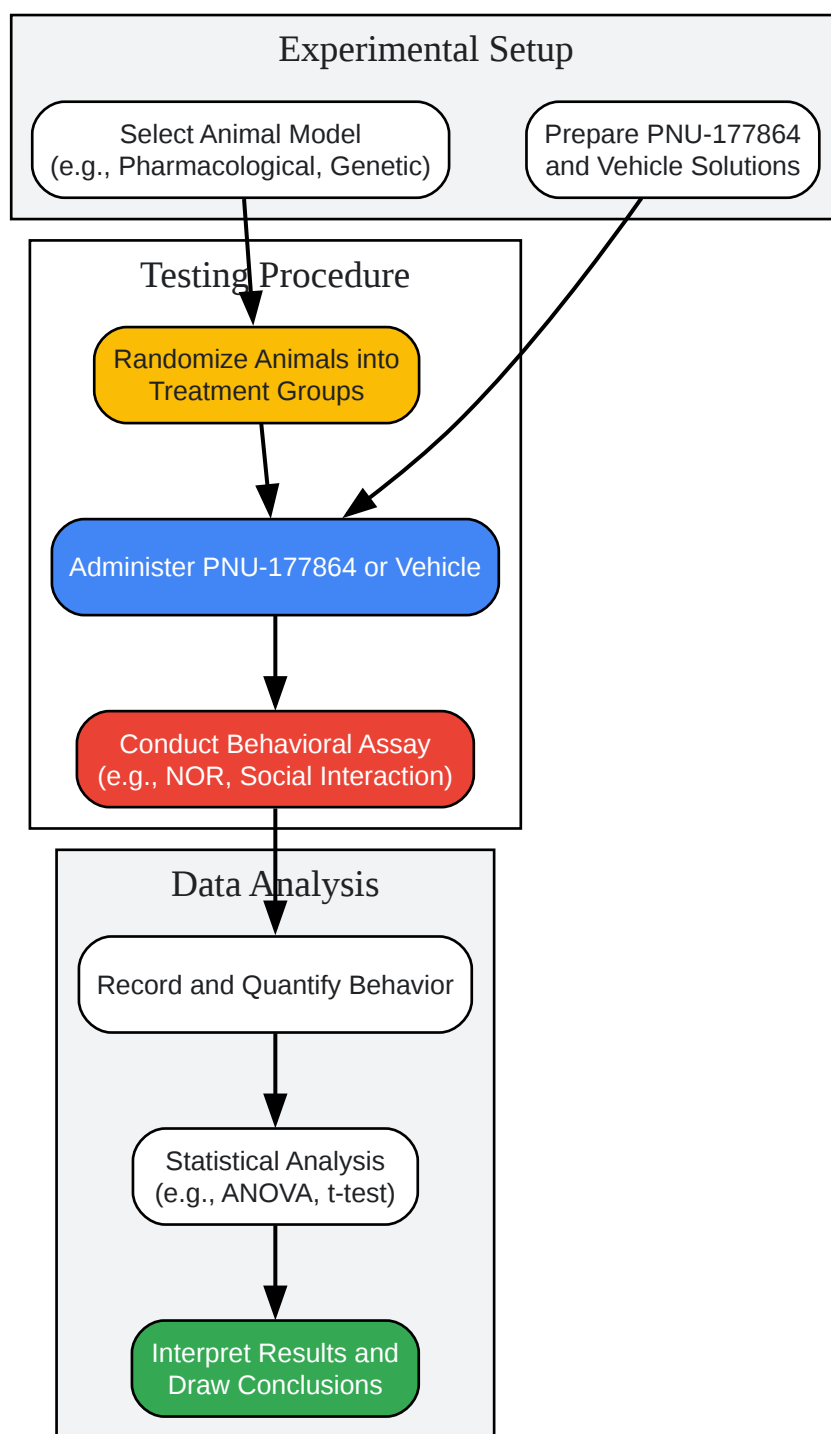 Experimental Setup
Select Animal Model
(e.g., Pharmacological, Genetic)
Prepare PNU-177864
and Vehicle Solutions
Testing Procedure
Randomize Animals into
Treatment Groups
Administer PNU-177864 or Vehicle
Conduct Behavioral Assay
(e.g., NOR, Social Interaction)
Data Analysis
Record and Quantify Behavior
Statistical Analysis
(e.g., ANOVA, t-test)
Interpret Results and
Draw Conclusions